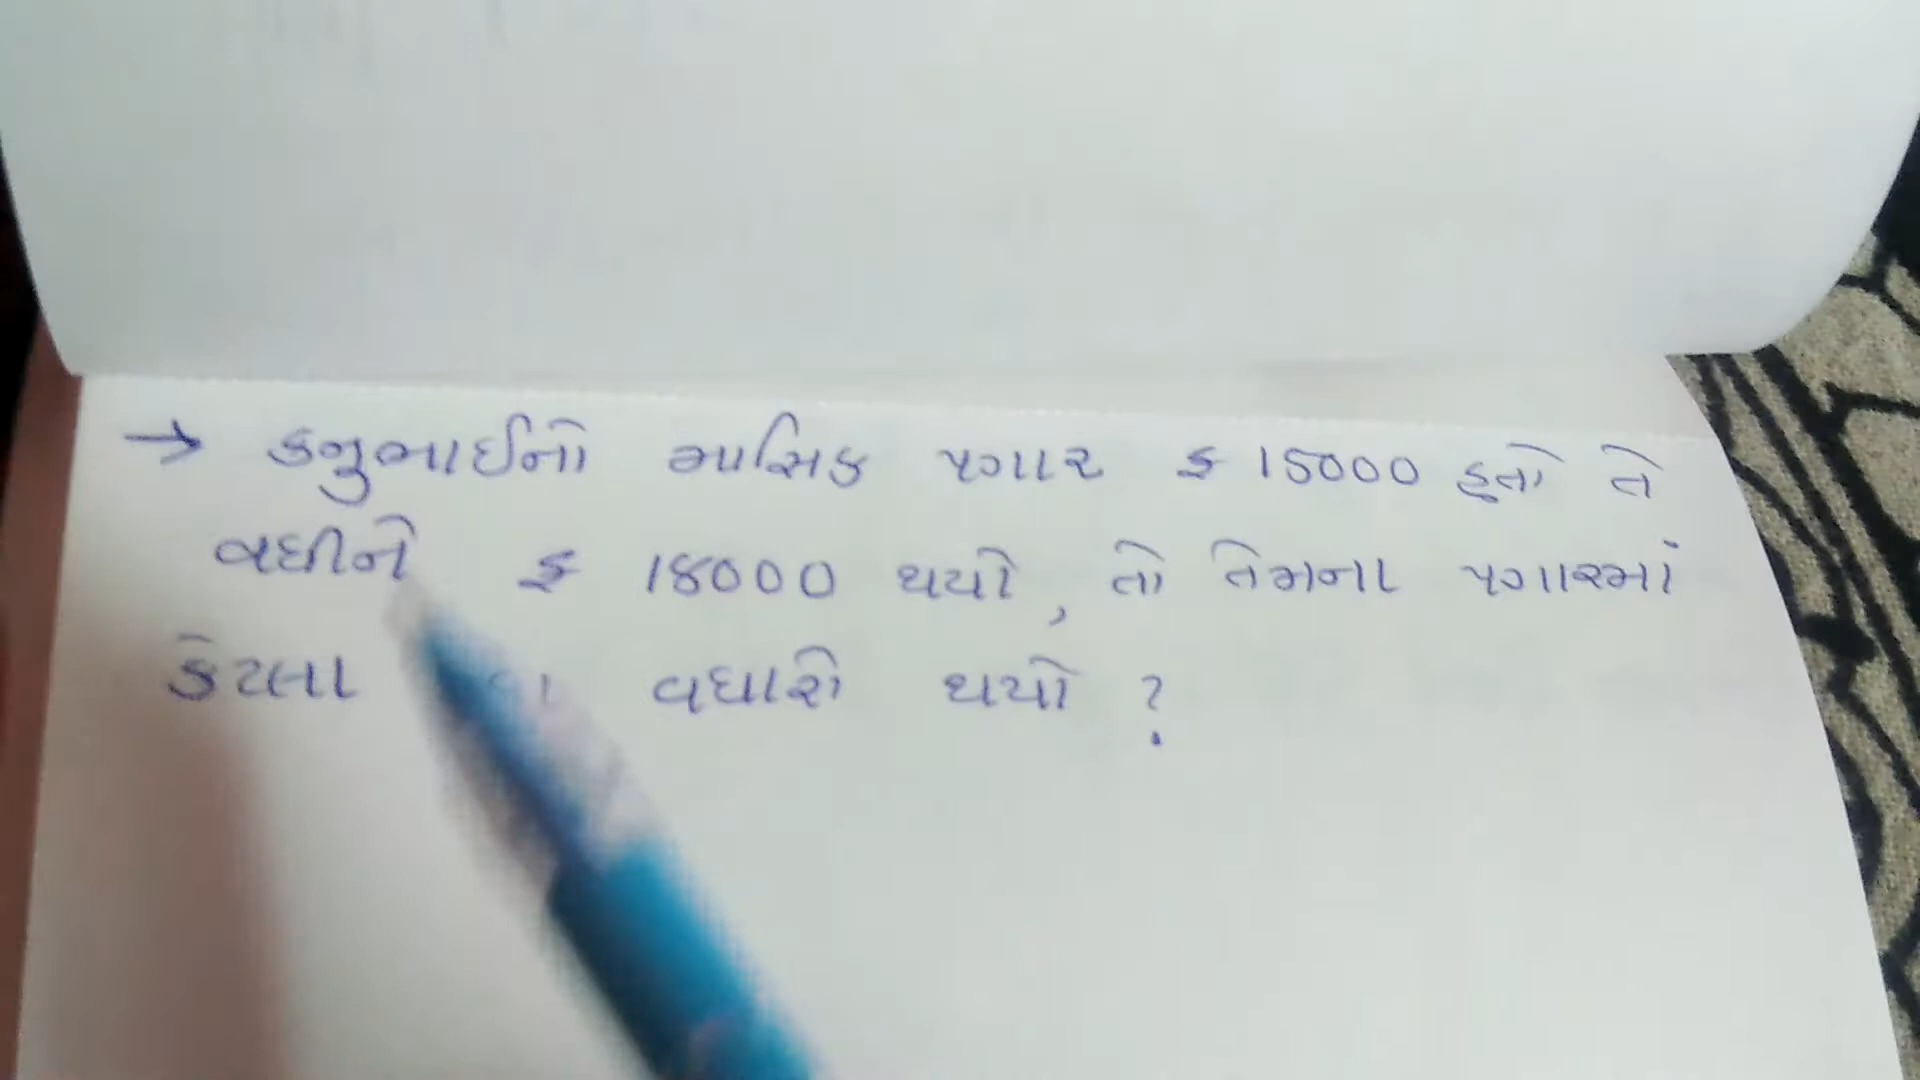 → કનુભાઈનો માસિક પગાર રૂ 15000 હતો તે
વધીને રૂ 18000 થયો, તો તેમના પગારમાં
કેટલા વધારો થયો ?